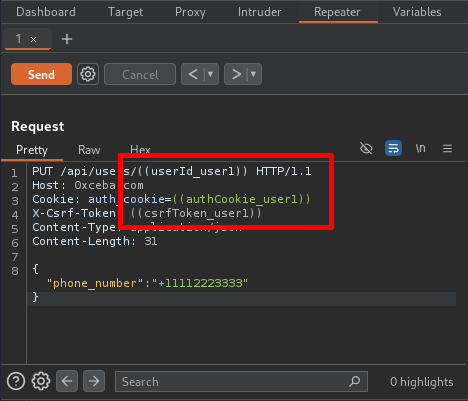 Dashboard Target Proxy Intruder Repeater Variables
1 × +
Send Cancel < ▾ > ▾
Request
Pretty Raw Hex \n
1 PUT /api/users/((userId_user1)) HTTP/1.1
2 Host: 0xceba com
3 Cookie: auth_cookie=((authCookie_user1))
4 X-Csrf-Token: ((csrfToken_user1))
5 Content-Type: application/json
6 Content-Length: 31
7
8 {
"phone_number":"+11112223333"
}
Search 0 highlights